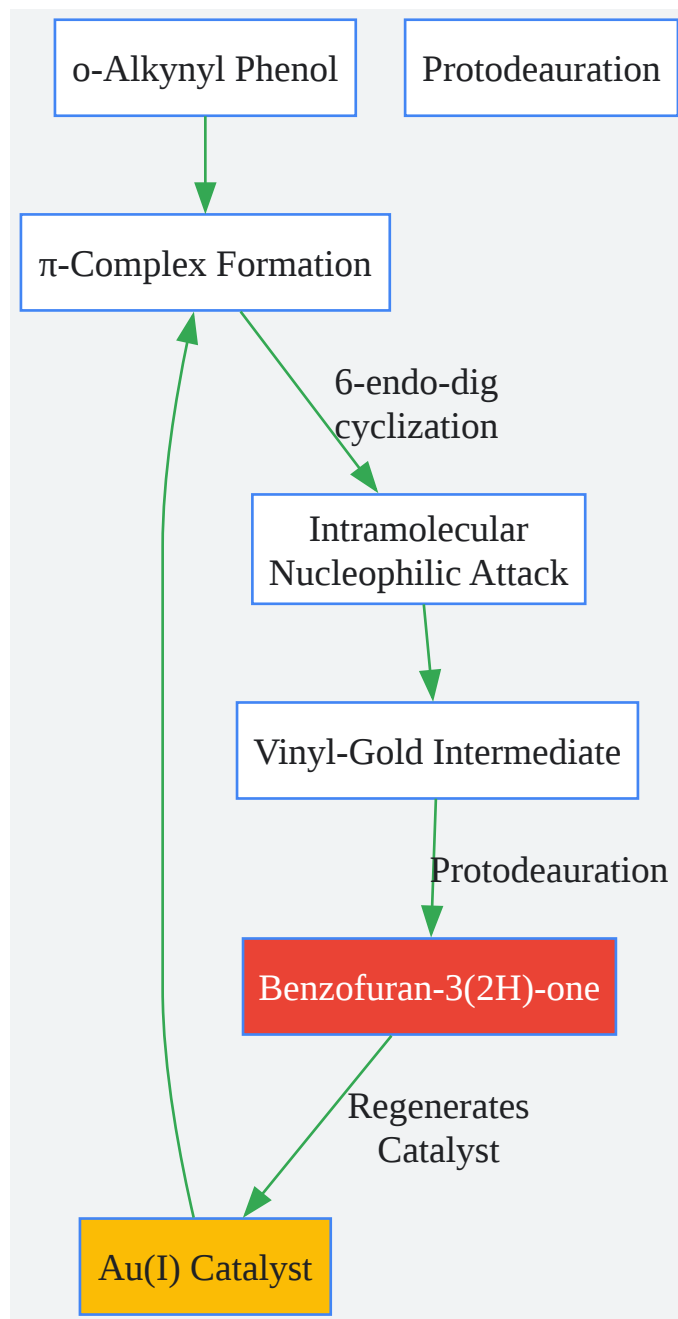 o-Alkynyl Phenol
Protodeauration
π-Complex Formation
6-endo-dig
cyclization
Intramolecular
Nucleophilic Attack
Vinyl-Gold Intermediate
Protodeauration
Benzofuran-3(2H)-one
Regenerates
Catalyst
Au(I) Catalyst